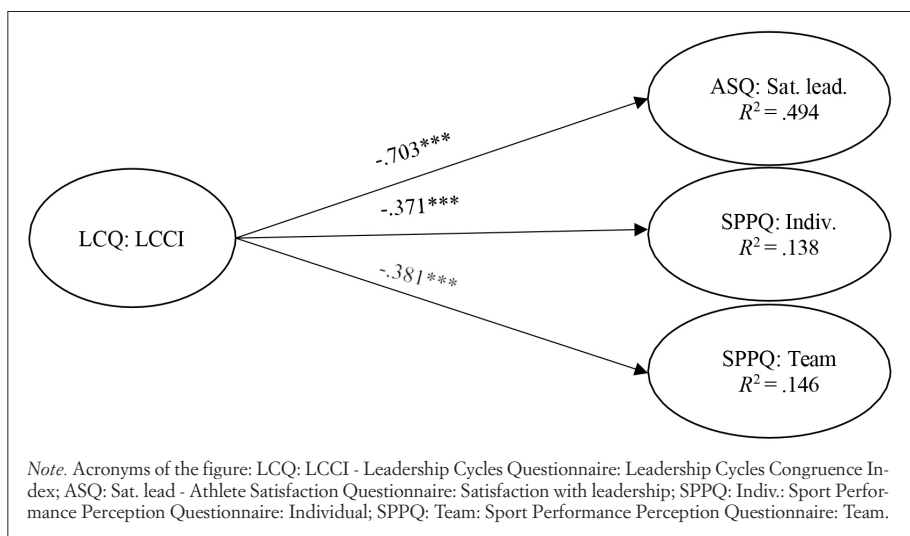 ASQ: Sat. lead.
R² = .494
-.703***
-.371***
LCQ: LCCI
SPPQ: Indiv.
R² = .138
-.381***
SPPQ: Team
R² = .146
Note. Acronyms of the figure: LCQ: LCCI - Leadership Cycles Questionnaire: Leadership Cycles Congruence In-
dex; ASQ: Sat. lead - Athlete Satisfaction Questionnaire: Satisfaction with leadership; SPPQ: Indiv.: Sport Perfor-
mance Perception Questionnaire: Individual; SPPQ: Team: Sport Performance Perception Questionnaire: Team.